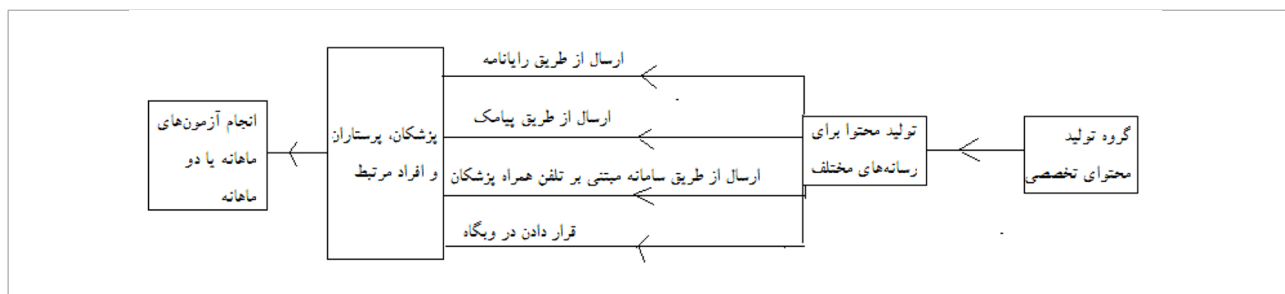 گروه تولید
محتوای تخصصی
تولید محتوا برای
رسانه‌های مختلف
ارسال از طریق رایانامه
ارسال از طریق پیامک
ارسال از طریق سامانه مبتنی بر تلفن همراه پزشکان
قرار دادن در وبگاه
پزشکان، پرستاران
و افراد مرتبط
انجام آزمون‌های
ماهانه یا دو
ماهانه